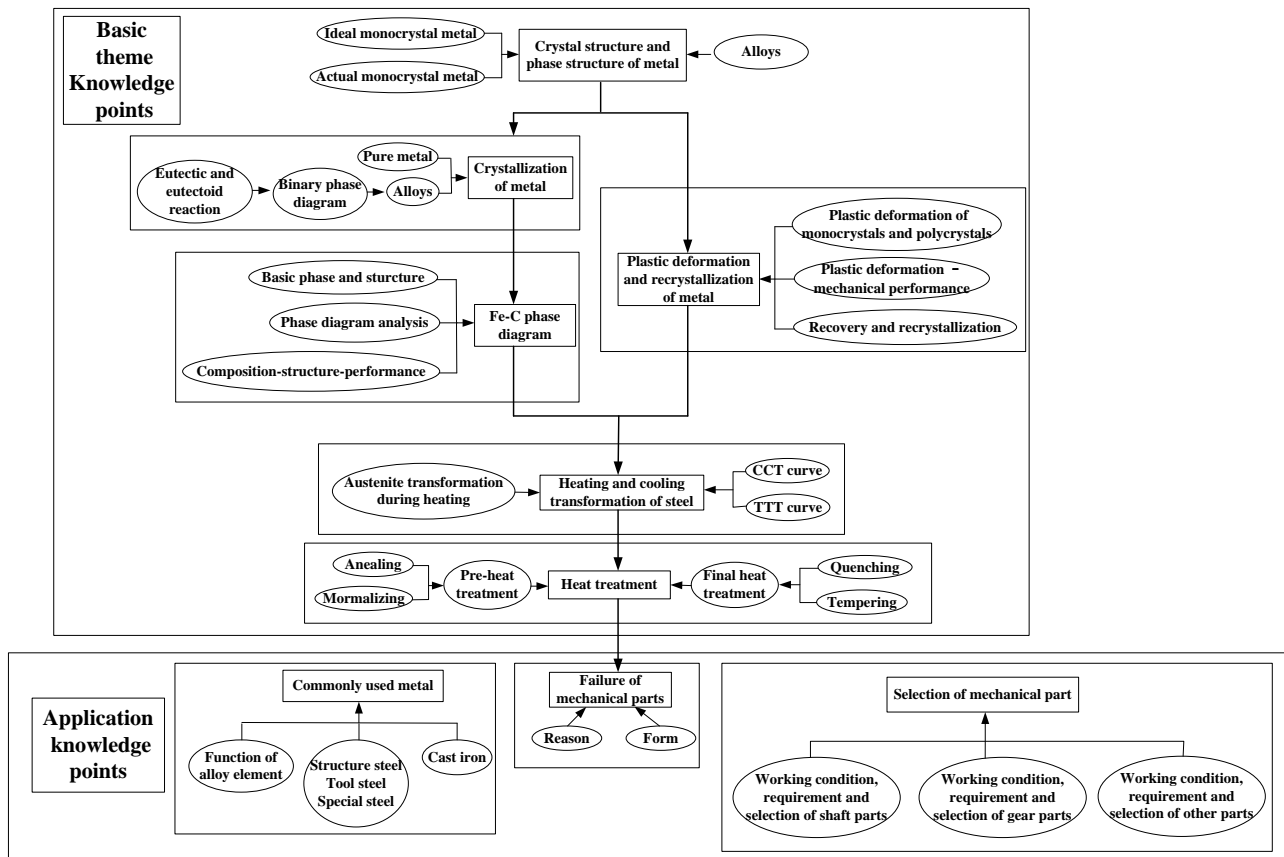 Basic
theme
Knowledge
points
Ideal monocrystal metal
Actual monocrystal metal
Crystal structure and
phase structure of metal
Alloys
Eutectic and
eutectoid
reaction
Binary phase
diagram
Pure metal
Alloys
Crystallization
of metal
Plastic deformation
and recrystallization
of metal
Plastic deformation of
monocrystals and polycrystals
Plastic deformation –
mechanical performance
Recovery and recrystallization
Basic phase and sturcture
Phase diagram analysis
Composition-structure-performance
Fe-C phase
diagram
Austenite transformation
during heating
Heating and cooling
transformation of steel
CCT curve
TTT curve
Anealing
Mormalizing
Pre-heat
treatment
Heat treatment
Final heat
treatment
Quenching
Tempering
Application
knowledge
points
Commonly used metal
Function of
alloy element
Structure steel
Tool steel
Special steel
Cast iron
Failure of
mechanical parts
Reason
Form
Selection of mechanical part
Working condition,
requirement and
selection of shaft parts
Working condition,
requirement and
selection of gear parts
Working condition,
requirement and
selection of other parts